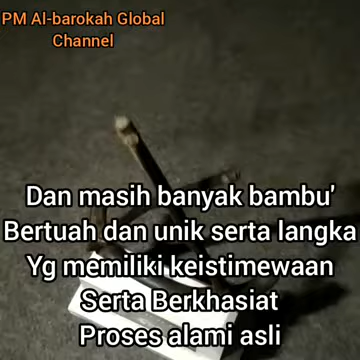 PM Al-barokah Global
Channel
Dan masih banyak bambu'
Bertuah dan unik serta langka
Yg memiliki keistimewaan
Serta Berkhasiat
Proses alami asli